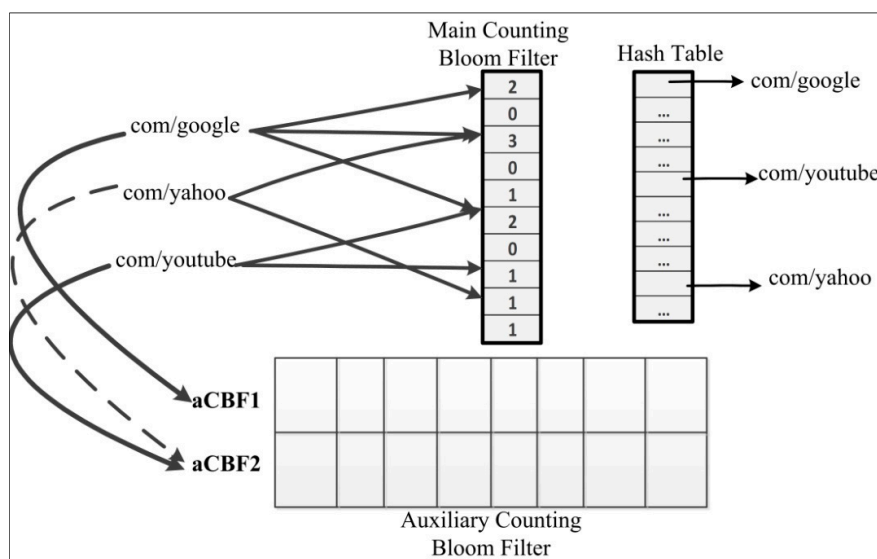 Main Counting
Bloom Filter
Hash Table
2
0
3
0
1
2
0
1
1
1
...
...
...
...
...
...
...
com/google
com/youtube
com/yahoo
com/google
com/yahoo
com/youtube
aCBF1
aCBF2
Auxiliary Counting
Bloom Filter